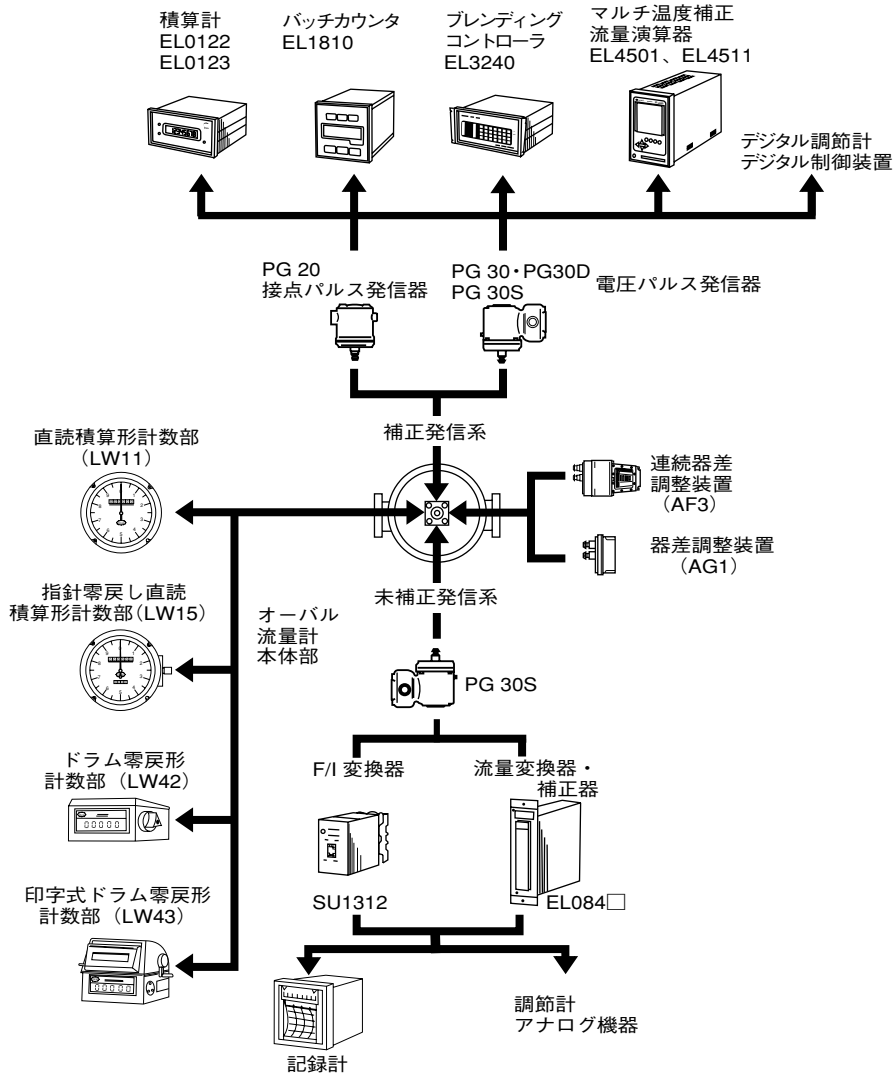 積算計
EL0122
EL0123
バッチカウンタ
EL1810
ブレンディング
コントローラ
EL3240
マルチ温度補正
流量演算器
EL4501、EL4511
デジタル調節計
デジタル制御装置
PG 20
接点パルス発信器
PG 30・PG30D
PG 30S
電圧パルス発信器
補正発信系
直読積算形計数部
(LW11)
連続器差
調整装置
(AF3)
器差調整装置
(AG1)
指針零戻し直読
積算形計数部(LW15)
オーバル
流量計
本体部
未補正発信系
PG 30S
ドラム零戻形
計数部（LW42）
F/I 変換器
流量変換器・
補正器
SU1312
EL084□
印字式ドラム零戻形
計数部（LW43）
記録計
調節計
アナログ機器